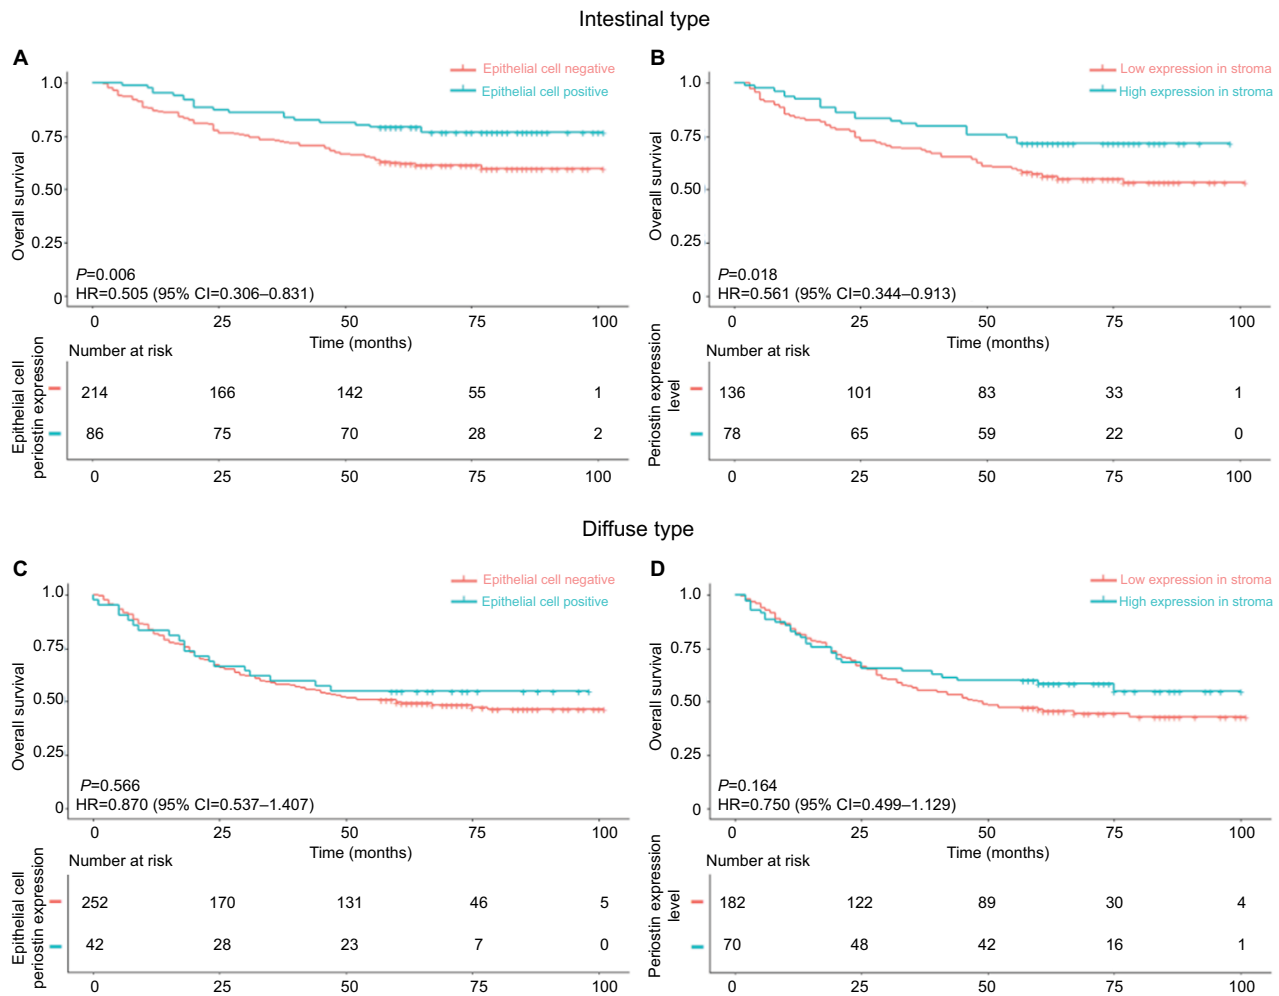 Intestinal type
A
Epithelial cell negative
Epithelial cell positive
1.0
0.75
0.50
0.25
0
Overall survival
P=0.006
HR=0.505 (95% CI=0.306–0.831)
0 25 50 75 100
Time (months)
Number at risk
Epithelial cell
periostin expression
214 166 142 55 1
86 75 70 28 2
0 25 50 75 100
B
Low expression in stroma
High expression in stroma
1.0
0.75
0.50
0.25
0
Overall survival
P=0.018
HR=0.561 (95% CI=0.344–0.913)
0 25 50 75 100
Time (months)
Number at risk
Periostin expression
level
136 101 83 33 1
78 65 59 22 0
0 25 50 75 100
Diffuse type
C
Epithelial cell negative
Epithelial cell positive
1.0
0.75
0.50
0.25
0
Overall survival
P=0.566
HR=0.870 (95% CI=0.537–1.407)
0 25 50 75 100
Time (months)
Number at risk
Epithelial cell
periostin expression
252 170 131 46 5
42 28 23 7 0
0 25 50 75 100
D
Low expression in stroma
High expression in stroma
1.0
0.75
0.50
0.25
0
Overall survival
P=0.164
HR=0.750 (95% CI=0.499–1.129)
0 25 50 75 100
Time (months)
Number at risk
Periostin expression
level
182 122 89 30 4
70 48 42 16 1
0 25 50 75 100